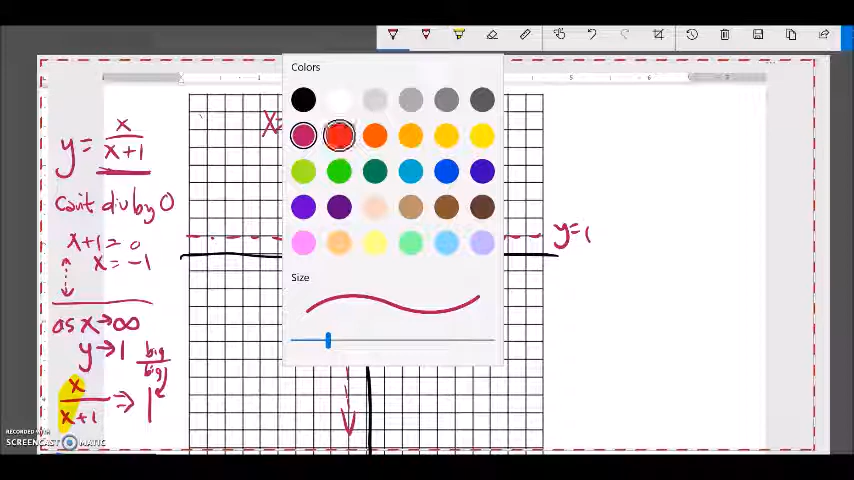 Colors
y = x / x+1
X=
can't div by 0
x+1 = 0
x = -1
y=1
Size
as x→∞
y→1 big/big
x / x+1 ⇒ 1
RECORDED WITH
SCREENCAST MATIC